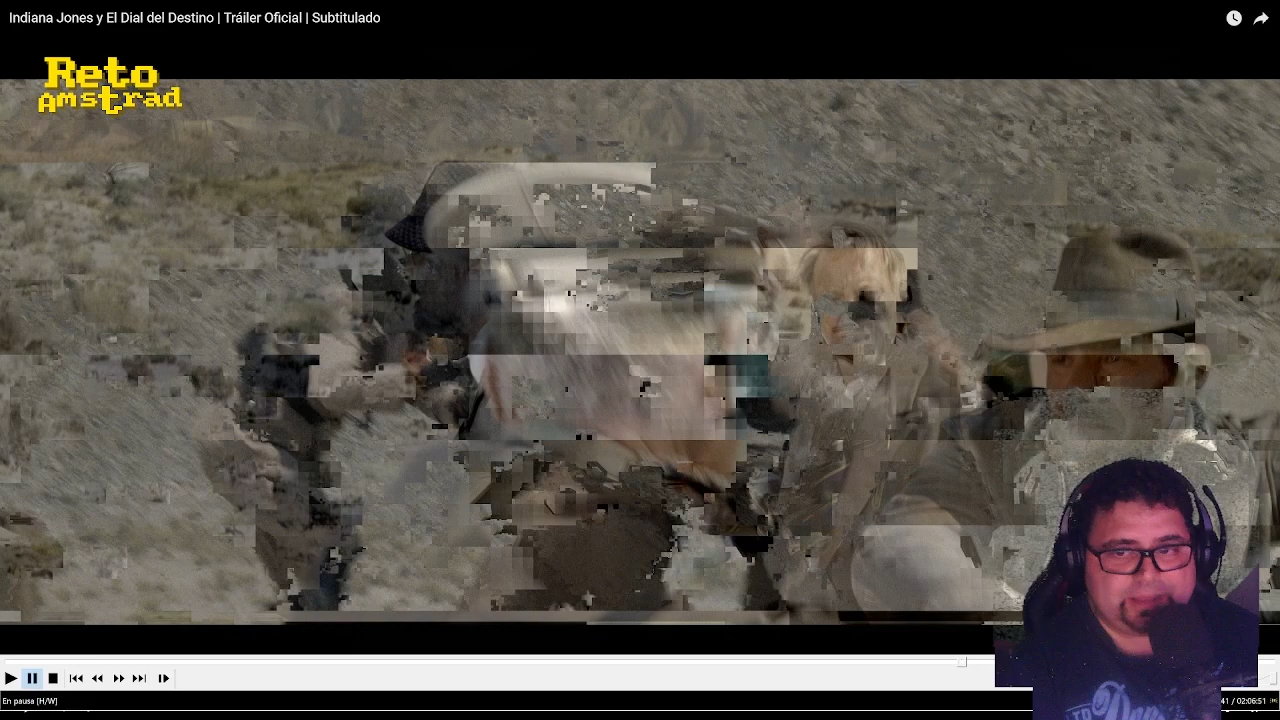 Indiana Jones y El Dial del Destino | Tráiler Oficial | Subtitulado
Reto
Amstrad
En pausa [H/W]
41 / 02:06:51